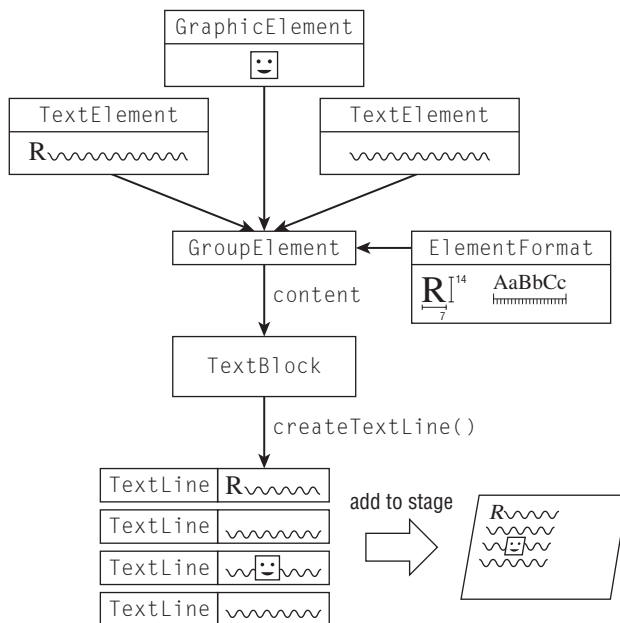 GraphicElement
TextElement
TextElement
R
GroupElement
ElementFormat
R
14
7
AaBbCc
content
TextBlock
createTextLine()
TextLine
R
TextLine
TextLine
TextLine
add to stage
R